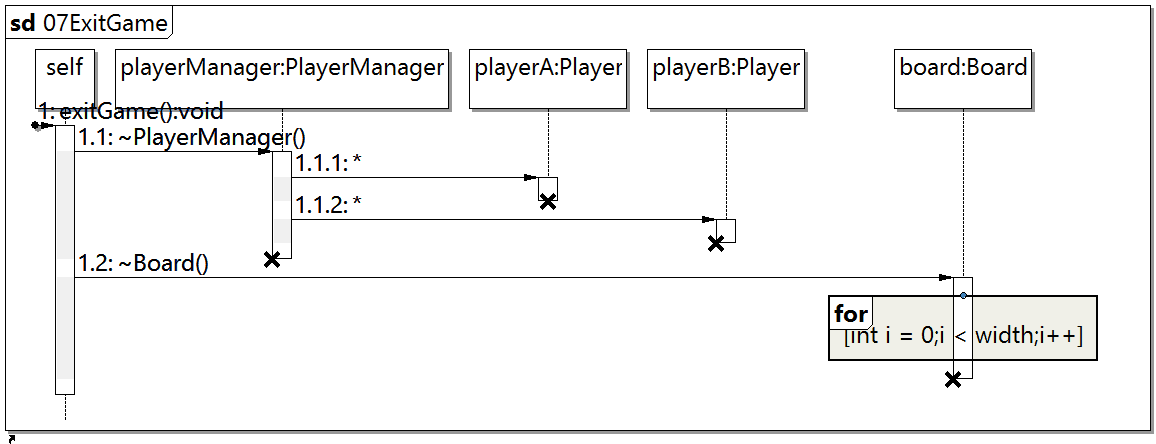 sd 07ExitGame
self
playerManager:PlayerManager
playerA:Player
playerB:Player
board:Board
1: exitGame():void
1.1: ~PlayerManager()
1.1.1: *
1.1.2: *
1.2: ~Board()
for
[int i = 0;i < width;i++]